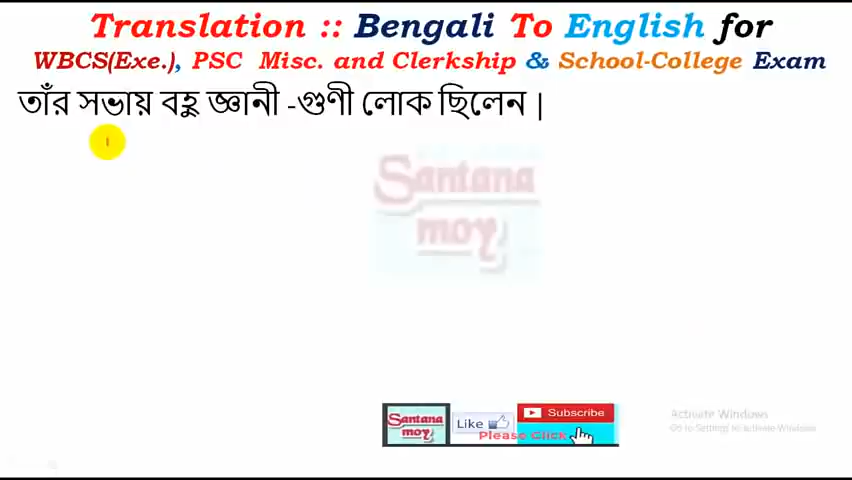 Translation :: Bengali To English for
WBCS(Exe.), PSC Misc. and Clerkship & School-College Exam
তাঁর সভায় বহু জ্ঞানী -গুণী লোক ছিলেন |
Santana
moy
Santana
moy
Like
Subscribe
Please Click
Activate Windows
Go to Settings to activate Windows.